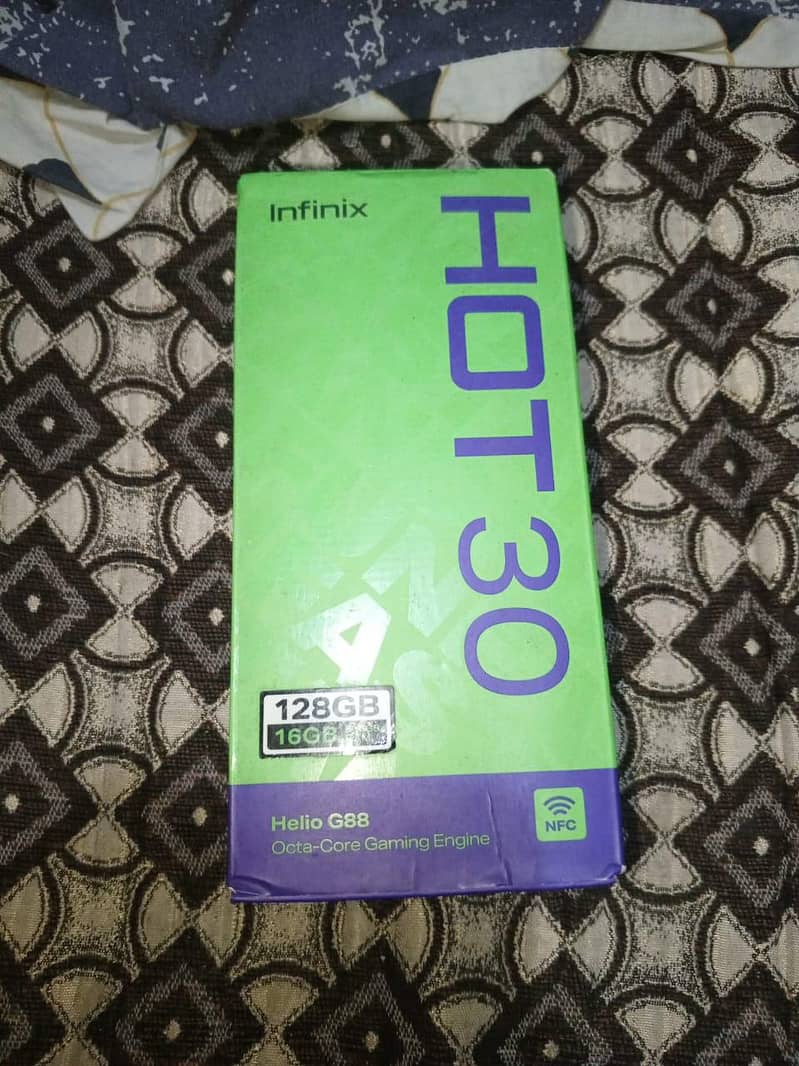 Infinix
HOT 30
128GB
16GB
Helio G88
Octa-Core Gaming Engine
NFC